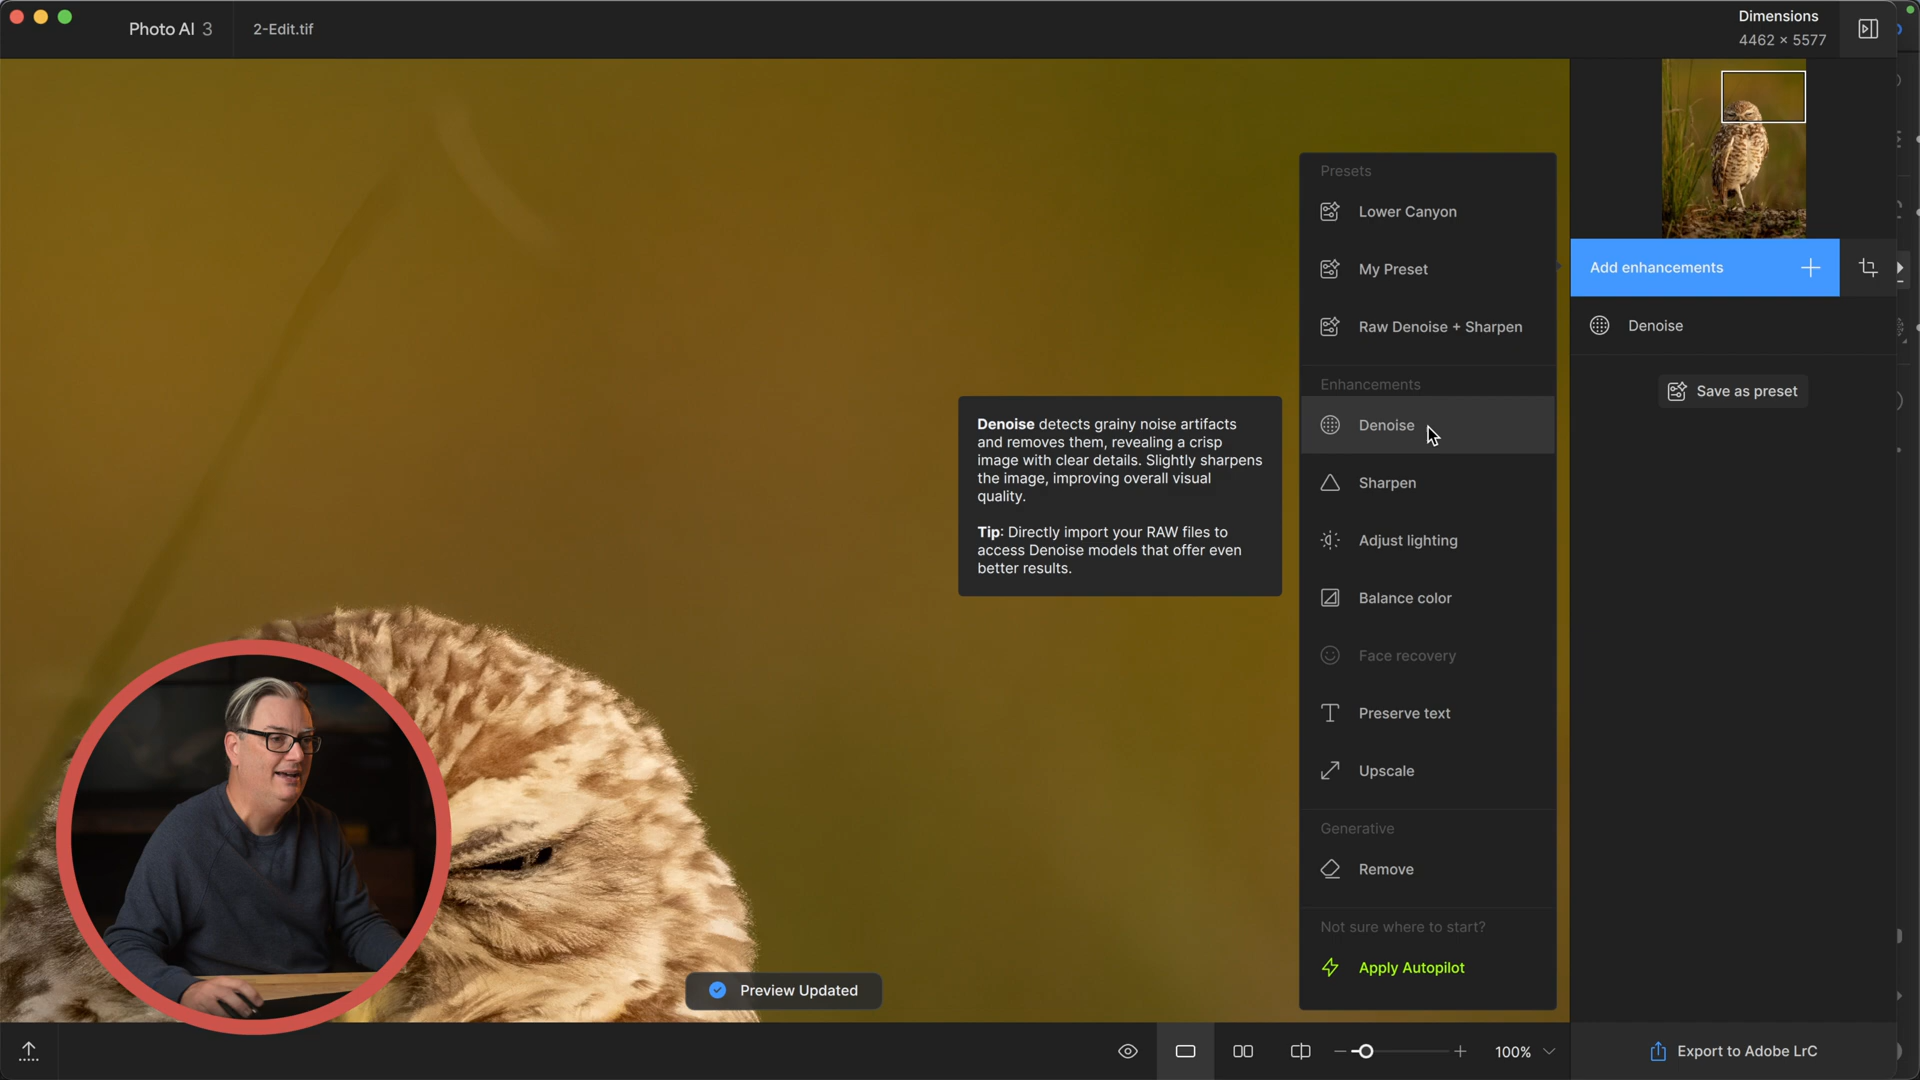 Photo AI 3
2-Edit.tif
Dimensions
4462 × 5577
Presets
Lower Canyon
My Preset
Raw Denoise + Sharpen
Enhancements
Denoise
Sharpen
Adjust lighting
Balance color
Face recovery
Preserve text
Upscale
Generative
Remove
Not sure where to start?
Apply Autopilot
Denoise detects grainy noise artifacts
and removes them, revealing a crisp
image with clear details. Slightly sharpens
the image, improving overall visual
quality.
Tip: Directly import your RAW files to
access Denoise models that offer even
better results.
Add enhancements
Denoise
Save as preset
Preview Updated
100%
Export to Adobe LrC